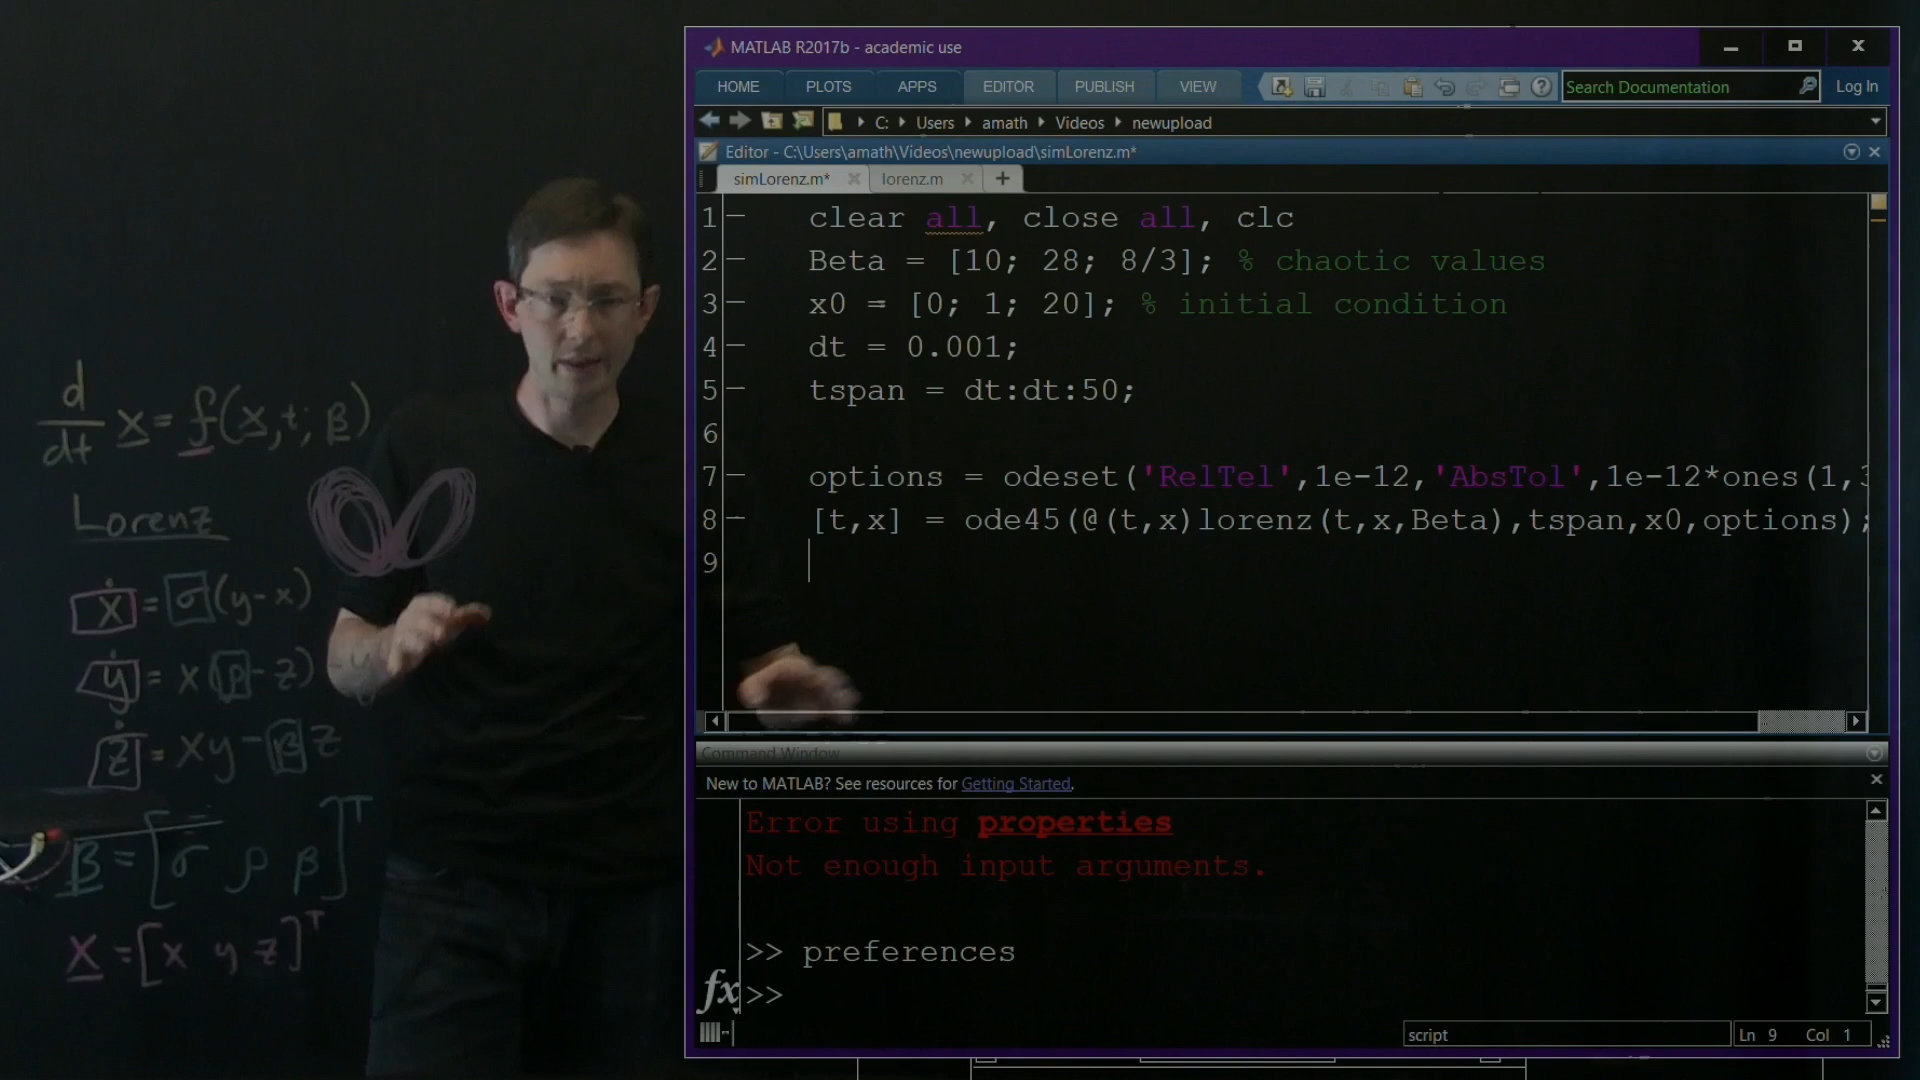 d/dt x = f(x,t; β)
Lorenz
ẋ = σ(y-x)
ẏ = x(ρ-z) -y
ż = xy-βz
β = [σ ρ β]ᵀ
x = [x y z]ᵀ
MATLAB R2017b - academic use
HOME PLOTS APPS EDITOR PUBLISH VIEW Search Documentation Log In
C: Users amath Videos newupload
Editor - C:\Users\amath\Videos\newupload\simLorenz.m*
simLorenz.m* lorenz.m +
1 clear all, close all, clc
2 Beta = [10; 28; 8/3]; % chaotic values
3 x0 = [0; 1; 20]; % initial condition
4 dt = 0.001;
5 tspan = dt:dt:50;
6
7 options = odeset('RelTel',1e-12,'AbsTol',1e-12*ones(1,3
8 [t,x] = ode45(@(t,x)lorenz(t,x,Beta),tspan,x0,options);
9
Command Window
New to MATLAB? See resources for Getting Started.
Error using properties
Not enough input arguments.
>> preferences
fx >>
script Ln 9 Col 1